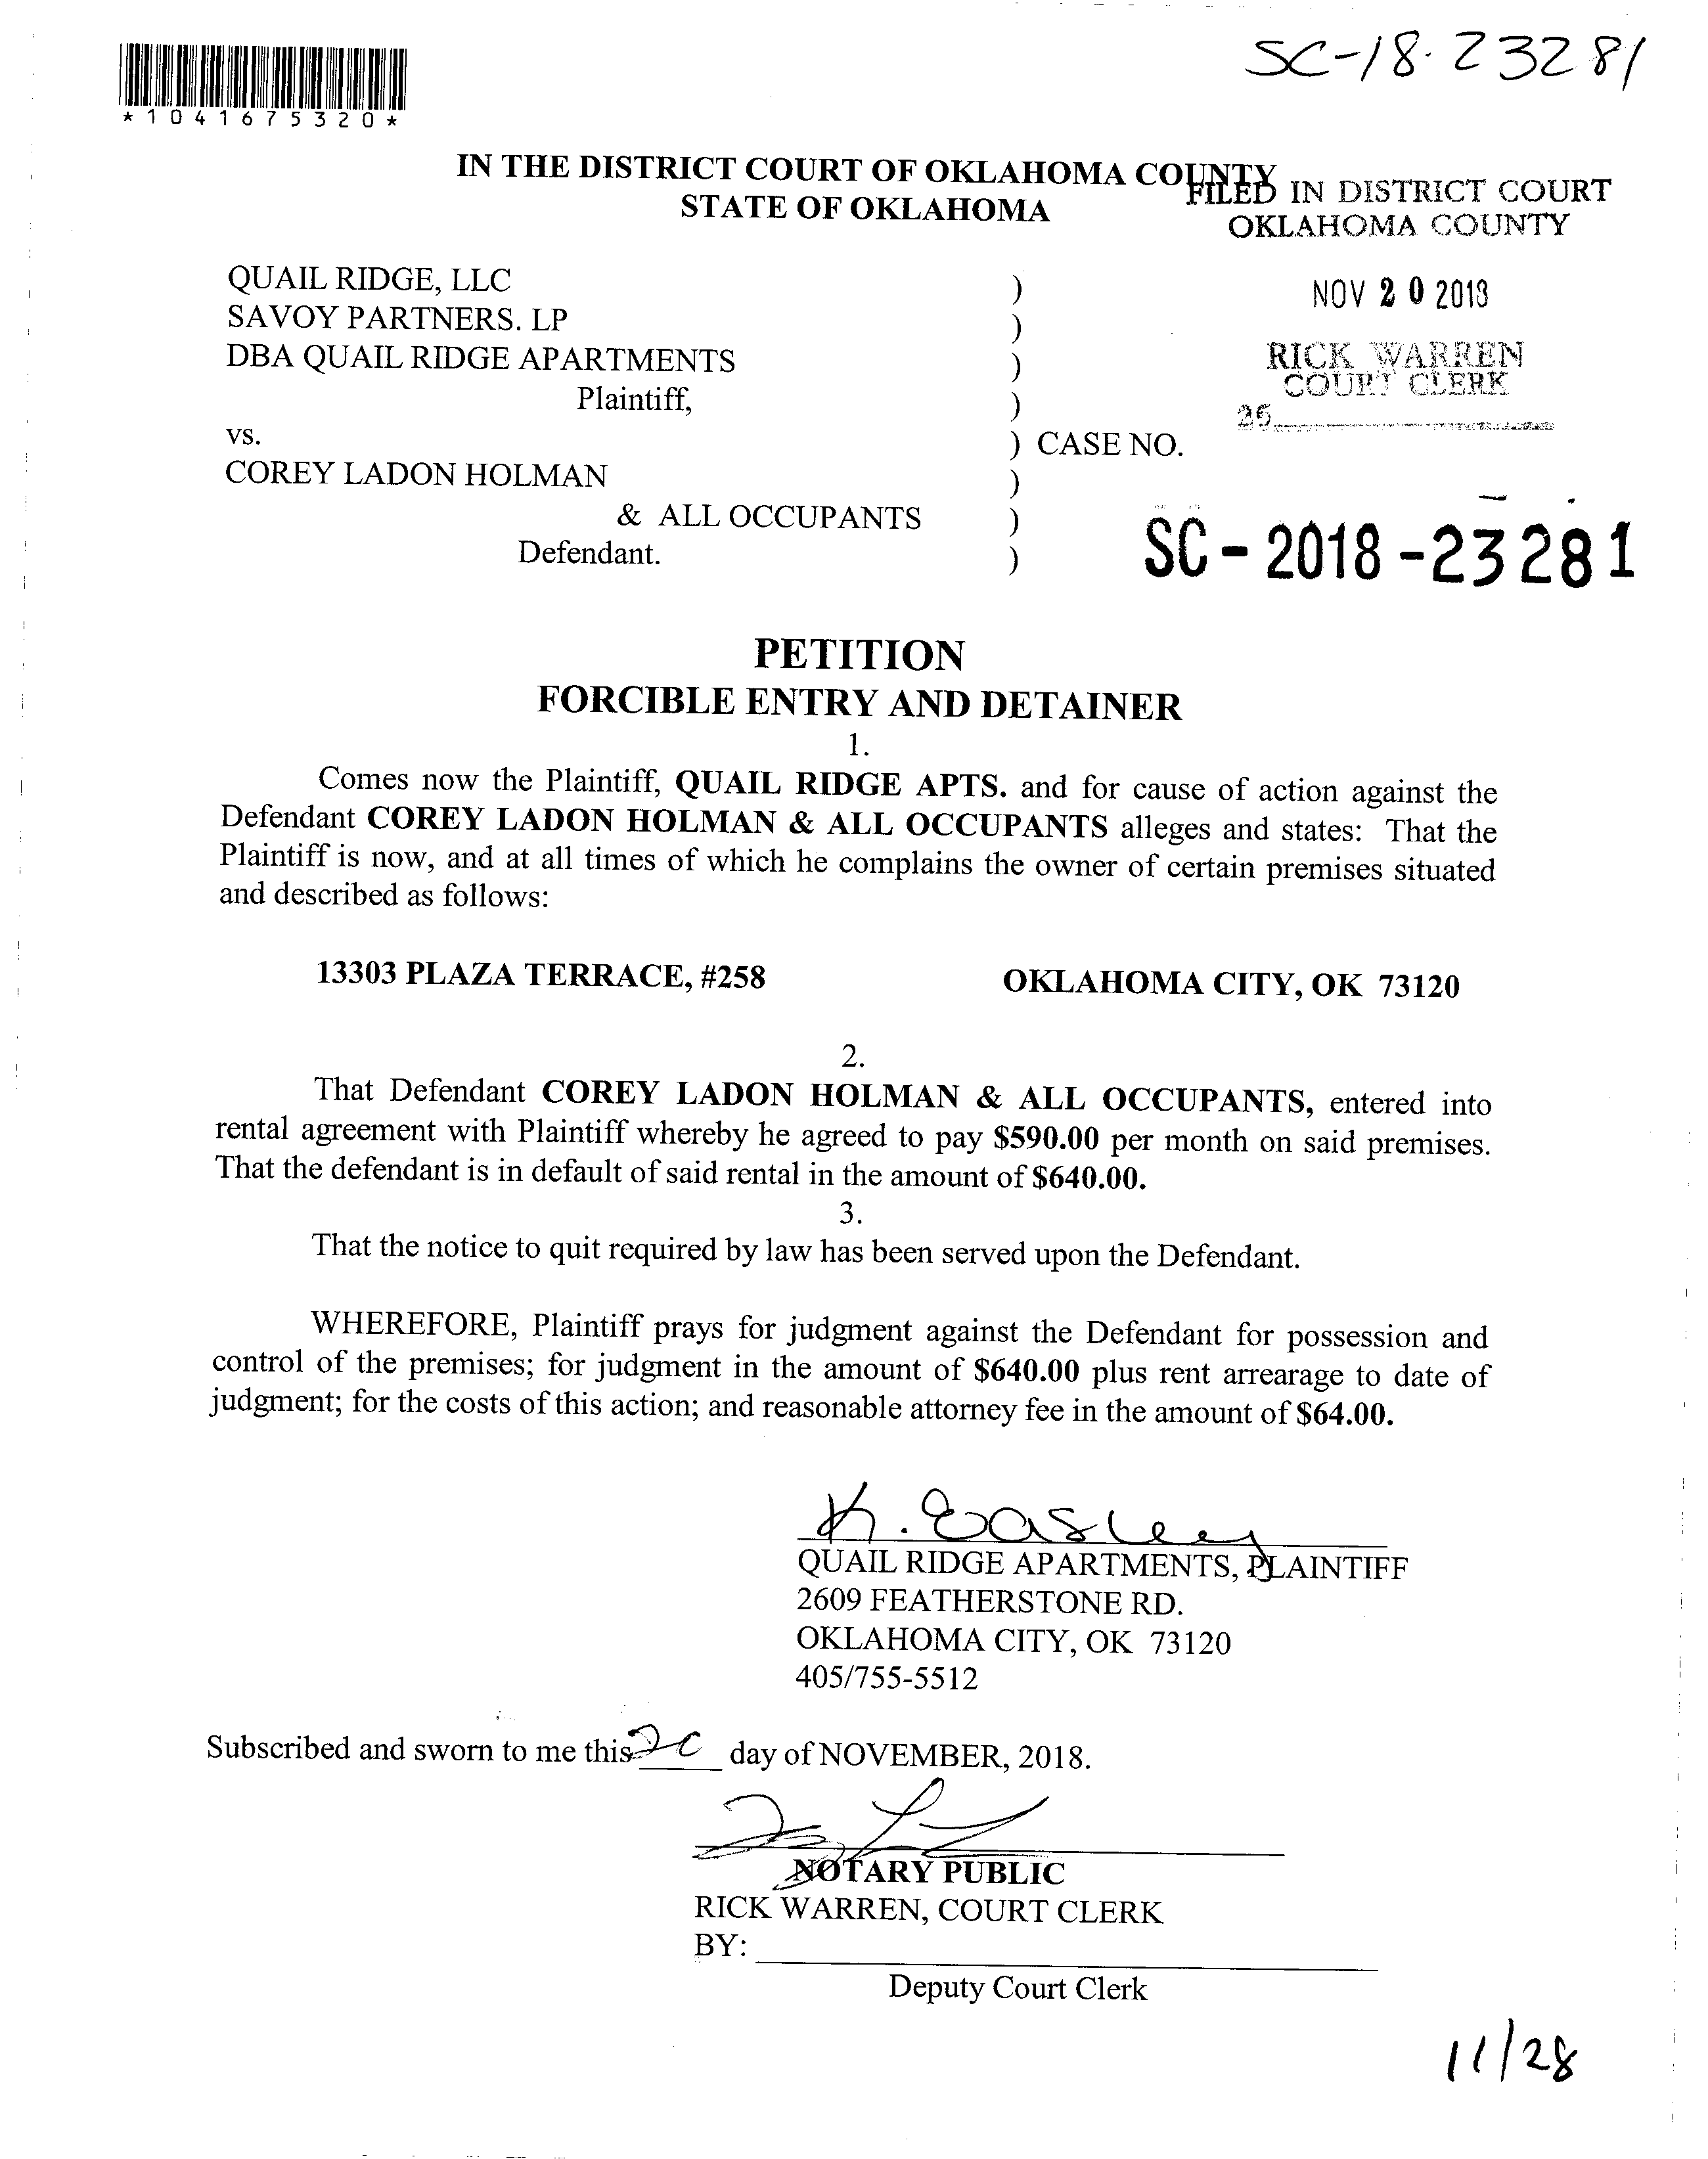 SC-18-23281
*1041675320*
IN THE DISTRICT COURT OF OKLAHOMA COUNTY
STATE OF OKLAHOMA
FILED IN DISTRICT COURT
OKLAHOMA COUNTY
NOV 20 2018
RICK WARREN
COURT CLERK
QUAIL RIDGE, LLC )
SAVOY PARTNERS. LP )
DBA QUAIL RIDGE APARTMENTS )
Plaintiff, )
vs. ) CASE NO.
COREY LADON HOLMAN )
& ALL OCCUPANTS )
Defendant. )
SC-2018-23281
PETITION
FORCIBLE ENTRY AND DETAINER
1.
Comes now the Plaintiff, QUAIL RIDGE APTS. and for cause of action against the
Defendant COREY LADON HOLMAN & ALL OCCUPANTS alleges and states: That the
Plaintiff is now, and at all times of which he complains the owner of certain premises situated
and described as follows:
13303 PLAZA TERRACE, #258 OKLAHOMA CITY, OK 73120
2.
That Defendant COREY LADON HOLMAN & ALL OCCUPANTS, entered into
rental agreement with Plaintiff whereby he agreed to pay $590.00 per month on said premises.
That the defendant is in default of said rental in the amount of $640.00.
3.
That the notice to quit required by law has been served upon the Defendant.
WHEREFORE, Plaintiff prays for judgment against the Defendant for possession and
control of the premises; for judgment in the amount of $640.00 plus rent arrearage to date of
judgment; for the costs of this action; and reasonable attorney fee in the amount of $64.00.
K. Easley
QUAIL RIDGE APARTMENTS, PLAINTIFF
2609 FEATHERSTONE RD.
OKLAHOMA CITY, OK 73120
405/755-5512
Subscribed and sworn to me this 20 day of NOVEMBER, 2018.
NOTARY PUBLIC
RICK WARREN, COURT CLERK
BY:
Deputy Court Clerk
11/28